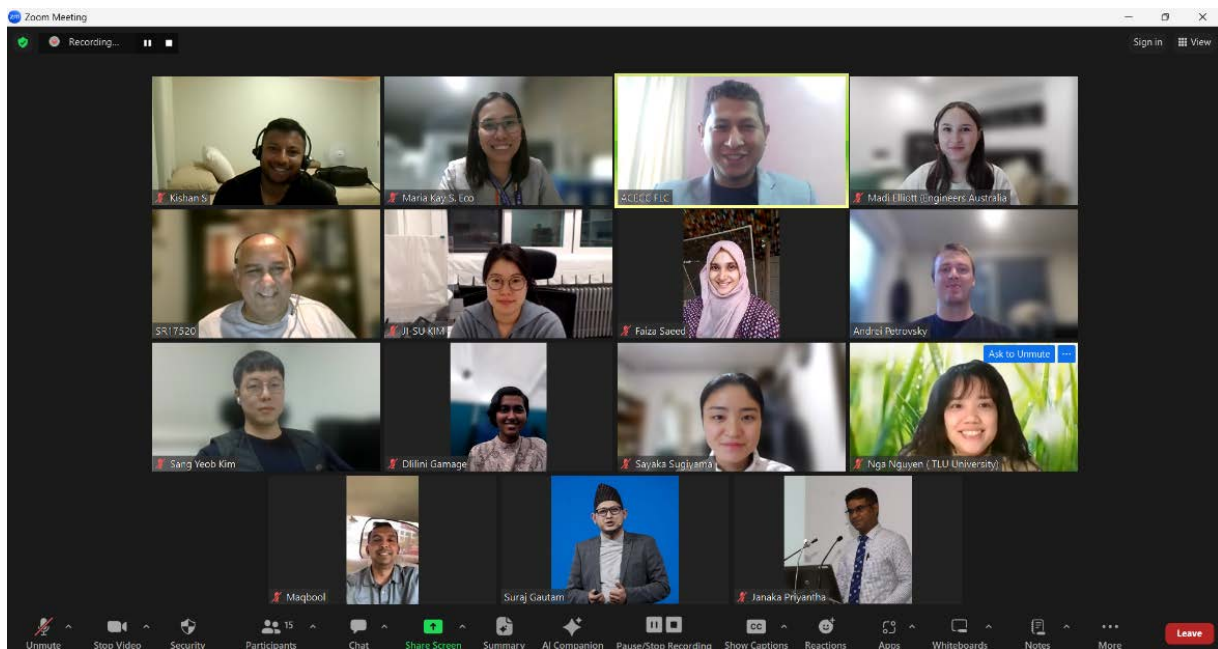 Zoom Meeting
Recording...
Sign in
View
Kishan S
Maria Kay S. Eco
ACECC FLC
Madi Elliott (Engineers Australia)
SR17520
JI-SU KIM
Faiza Saeed
Andrei Petrovsky
Ask to Unmute
Sang Yeob Kim
Dlilini Gamage
Sayaka Sugiyama
Nga Nguyen ( TLU University)
Maqbool
Suraj Gautam
Janaka Priyantha
15
CC
Unmute
Stop Video
Security
Participants
Chat
Share Screen
Summary
AI Companion
Pause/Stop Recording
Show Captions
Reactions
Apps
Whiteboards
Notes
More
Leave